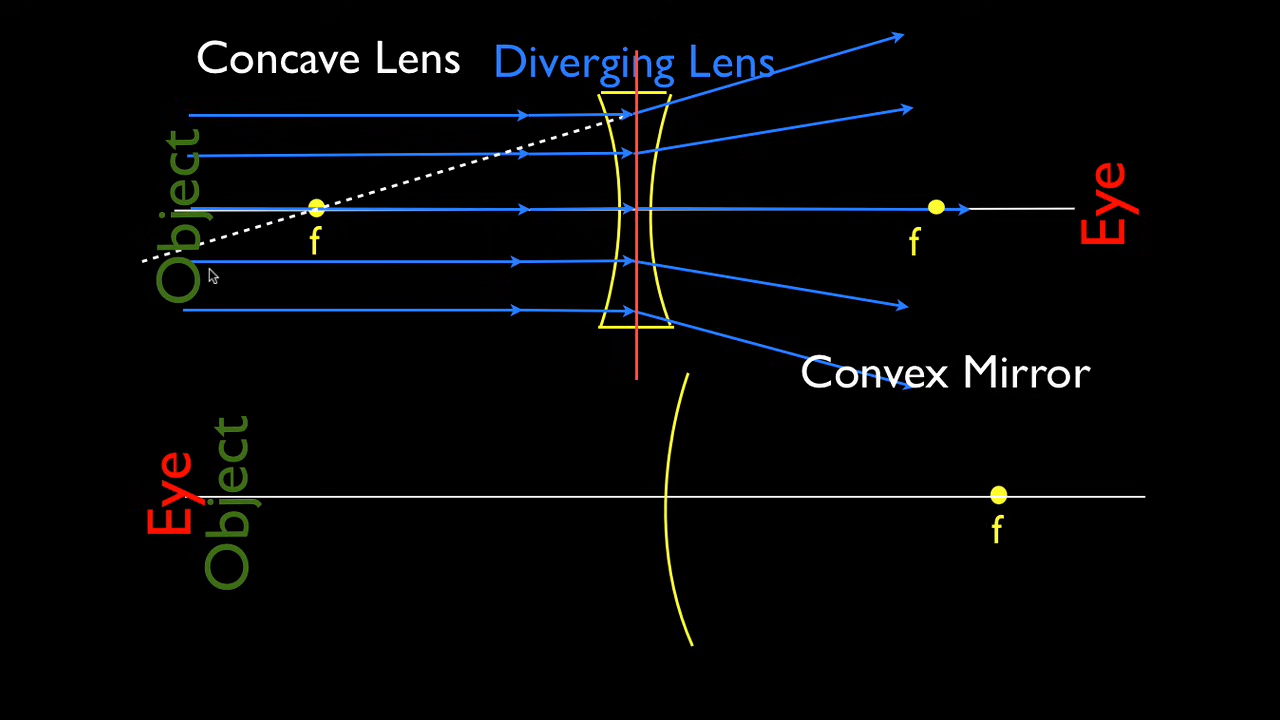 Concave Lens
Diverging Lens
Object
f
f
Eye
Convex Mirror
Eye
Object
f